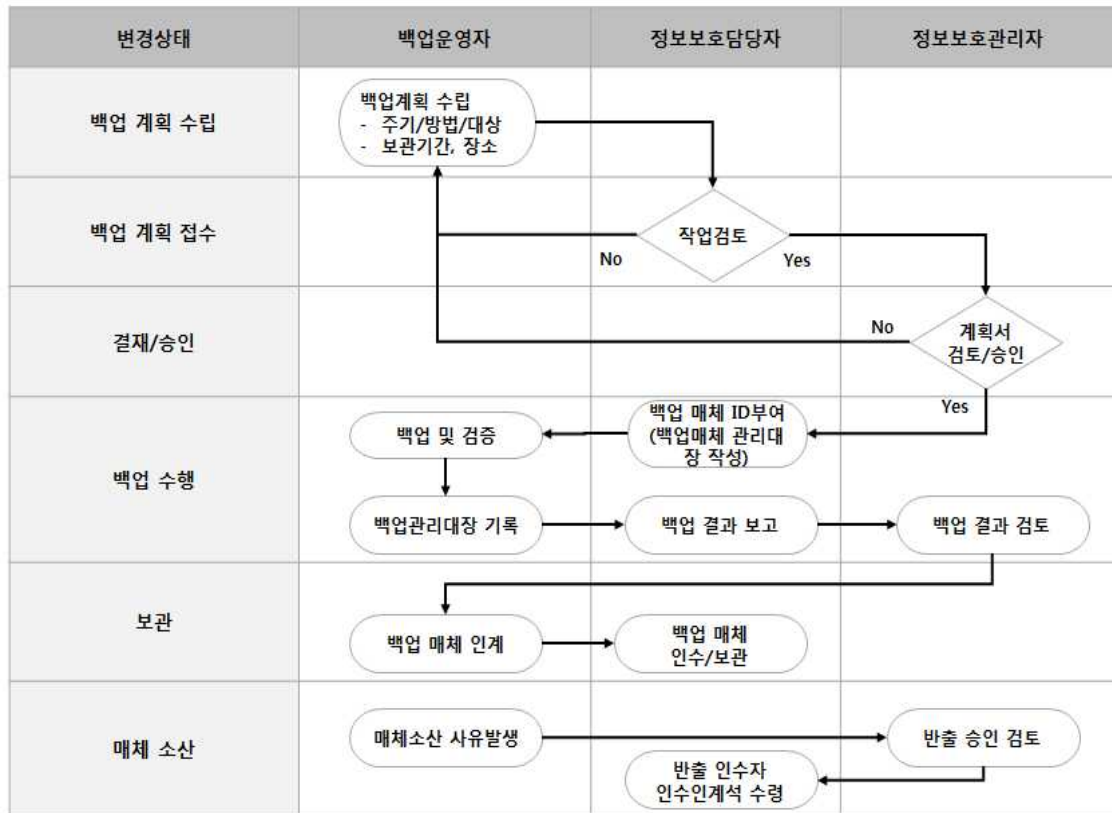 변경상태
백업운영자
정보보호담당자
정보보호관리자
백업 계획 수립
백업계획 수립
- 주기/방법/대상
- 보관기간, 장소
백업 계획 접수
작업검토
No
Yes
결재/승인
No
계획서
검토/승인
Yes
백업 수행
백업 및 검증
백업 매체 ID부여
(백업매체 관리대
장 작성)
백업관리대장 기록
백업 결과 보고
백업 결과 검토
보관
백업 매체 인계
백업 매체
인수/보관
매체 소산
매체소산 사유발생
반출 승인 검토
반출 인수자
인수인계석 수령